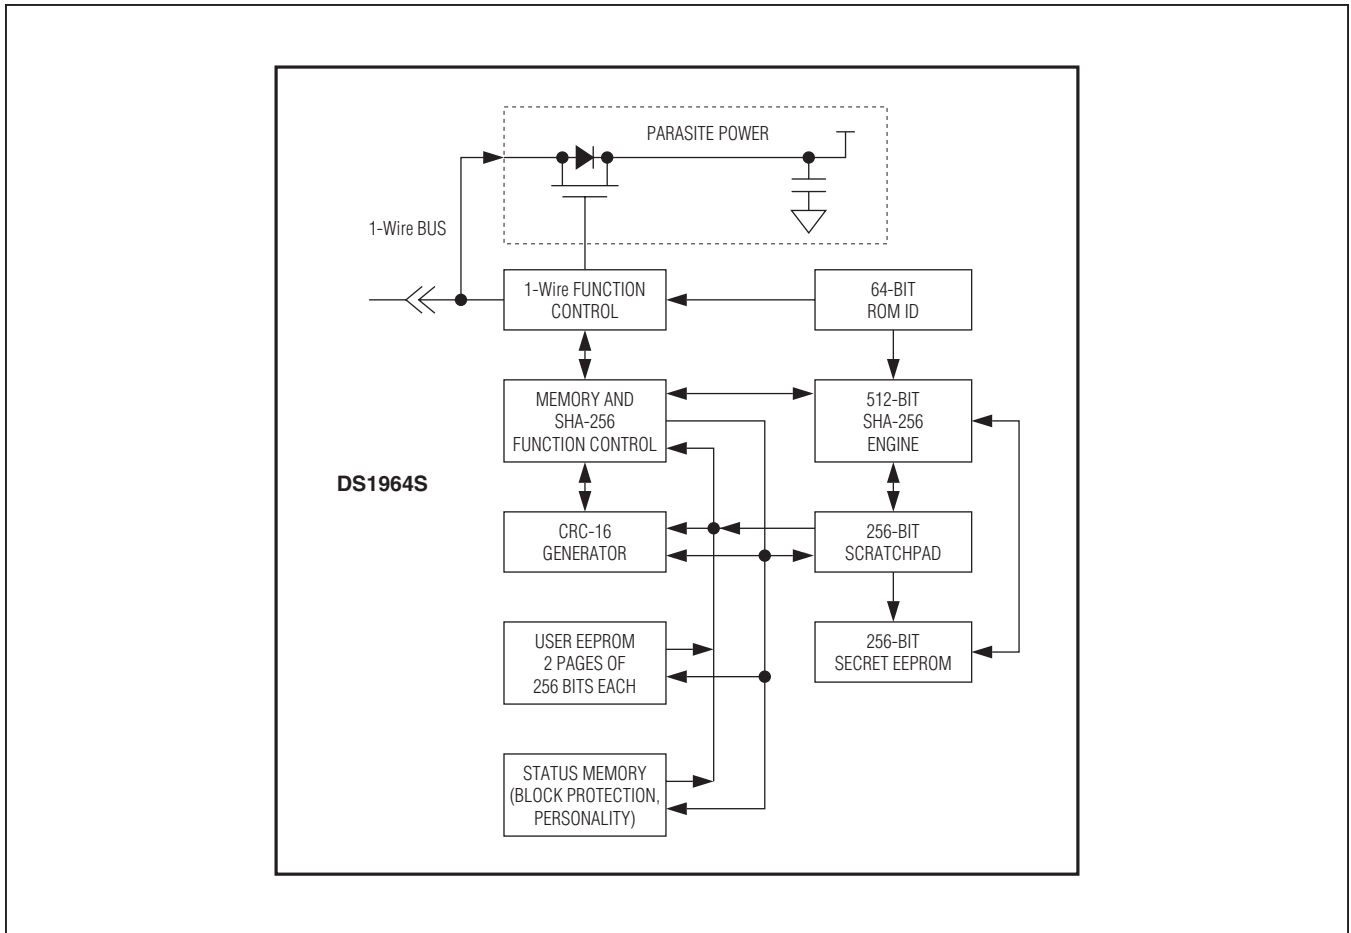 PARASITE POWER
1-Wire BUS
1-Wire FUNCTION
CONTROL
64-BIT
ROM ID
MEMORY AND
SHA-256
FUNCTION CONTROL
512-BIT
SHA-256
ENGINE
DS1964S
CRC-16
GENERATOR
256-BIT
SCRATCHPAD
USER EEPROM
2 PAGES OF
256 BITS EACH
256-BIT
SECRET EEPROM
STATUS MEMORY
(BLOCK PROTECTION,
PERSONALITY)